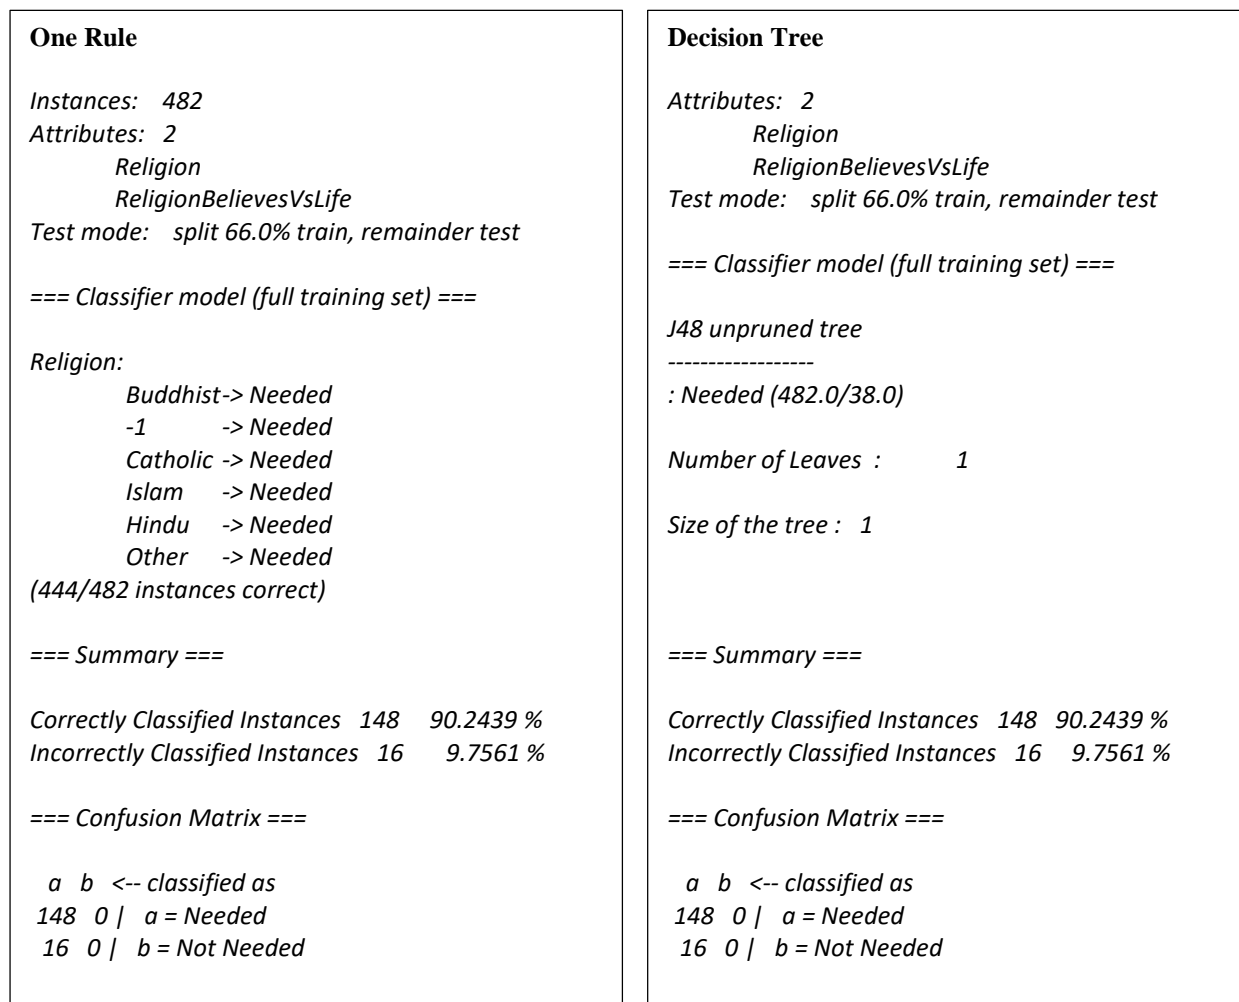 One Rule
Instances: 482
Attributes: 2
Religion
ReligionBelievesVsLife
Test mode: split 66.0% train, remainder test
=== Classifier model (full training set) ===
Religion:
Buddhist-> Needed
-1 -> Needed
Catholic -> Needed
Islam -> Needed
Hindu -> Needed
Other -> Needed
(444/482 instances correct)
=== Summary ===
Correctly Classified Instances 148 90.2439 %
Incorrectly Classified Instances 16 9.7561 %
=== Confusion Matrix ===
a b <-- classified as
148 0 | a = Needed
16 0 | b = Not Needed
Decision Tree
Attributes: 2
Religion
ReligionBelievesVsLife
Test mode: split 66.0% train, remainder test
=== Classifier model (full training set) ===
J48 unpruned tree
------------------
: Needed (482.0/38.0)
Number of Leaves : 1
Size of the tree : 1
=== Summary ===
Correctly Classified Instances 148 90.2439 %
Incorrectly Classified Instances 16 9.7561 %
=== Confusion Matrix ===
a b <-- classified as
148 0 | a = Needed
16 0 | b = Not Needed